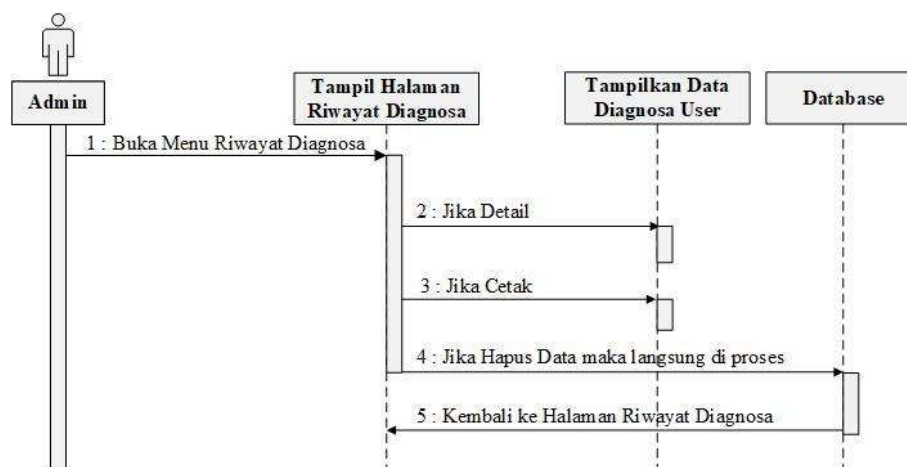 Admin
Tampil Halaman
Riwayat Diagnosa
Tampilkan Data
Diagnosa User
Database
1 : Buka Menu Riwayat Diagnosa
2 : Jika Detail
3 : Jika Cetak
4 : Jika Hapus Data maka langsung di proses
5 : Kembali ke Halaman Riwayat Diagnosa